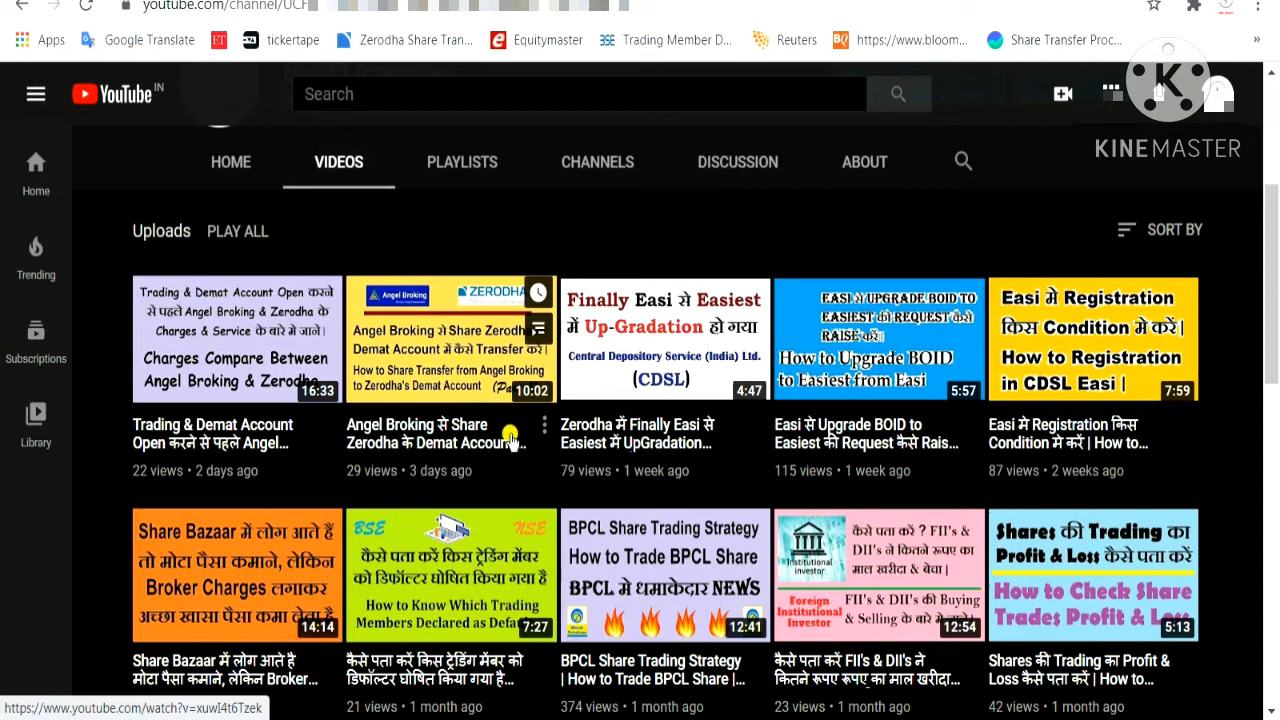 youtube.com/channel/UCF
Apps Google Translate ET tickertape Zerodha Share Tran... Equitymaster Trading Member D... Reuters BQ https://www.bloom... Share Transfer Proc... »
YouTube IN
Search
K
KINEMASTER
HOME VIDEOS PLAYLISTS CHANNELS DISCUSSION ABOUT
Home
Trending
Subscriptions
Library
Uploads PLAY ALL
SORT BY
Trading & Demat Account Open करने
से पहले Angel Broking & Zerodha के
Charges & Service के बारे में जाने।
Charges Compare Between
Angel Broking & Zerodha
16:33
Trading & Demat Account
Open करने से पहले Angel...
22 views • 2 days ago
Angel Broking
ZERODHA
Angel Broking से Share Zerodha
Demat Account में कैसे Transfer करें|
How to Share Transfer from Angel Broking
to Zerodha's Demat Account
10:02
Angel Broking से Share
Zerodha के Demat Accoun...
29 views • 3 days ago
Finally Easi से Easiest
में Up-Gradation हो गया
Central Depository Service (India) Ltd.
(CDSL)
4:47
Zerodha में Finally Easi से
Easiest में UpGradation...
79 views • 1 week ago
EASI से UPGRADE BOID TO
EASIEST की REQUEST कैसे
RAISE करें|
How to Upgrade BOID
to Easiest from Easi
5:57
Easi से Upgrade BOID to
Easiest की Request कैसे Rais...
115 views • 1 week ago
Easi मे Registration
किस Condition मे करें|
How to Registration
in CDSL Easi |
7:59
Easi मे Registration किस
Condition मे करें | How to...
87 views • 2 weeks ago
Share Bazaar में लोग आते हैं
तो मोटा पैसा कमाने, लेकिन
Broker Charges लगाकर
अच्छा खासा पैसा कमा लेता है
14:14
Share Bazaar में लोग आते है
मोटा पैसा कमाने, लेकिन Broker...
BSE NSE
कैसे पता करें किस ट्रेडिंग मेंबर
को डिफॉल्टर घोषित किया गया है
How to Know Which Trading
Members Declared as Defa
7:27
कैसे पता करें किस ट्रेडिंग मेंबर को
डिफॉल्टर घोषित किया गया है...
21 views • 1 month ago
BPCL Share Trading Strategy
How to Trade BPCL Share
BPCL मे धमाकेदार NEWS
12:41
BPCL Share Trading Strategy
| How to Trade BPCL Share |...
374 views • 1 month ago
Institutional
investor
कैसे पता करें ? FII's &
DII's ने कितने रूपए का
माल खरीदा & बेचा।
Foreign
Institutional
Investor
FII's & DII's की Buying
& Selling के बारे में जाने।
12:54
कैसे पता करें FII's & DII's ने
कितने रूपए रूपए का माल खरीदा...
23 views • 1 month ago
Shares की Trading का
Profit & Loss कैसे पता करें
How to Check Share
Trades Profit & Loss
5:13
Shares की Trading का Profit &
Loss कैसे पता करें | How to...
42 views • 1 month ago
https://www.youtube.com/watch?v=xuwI4t6Tzek